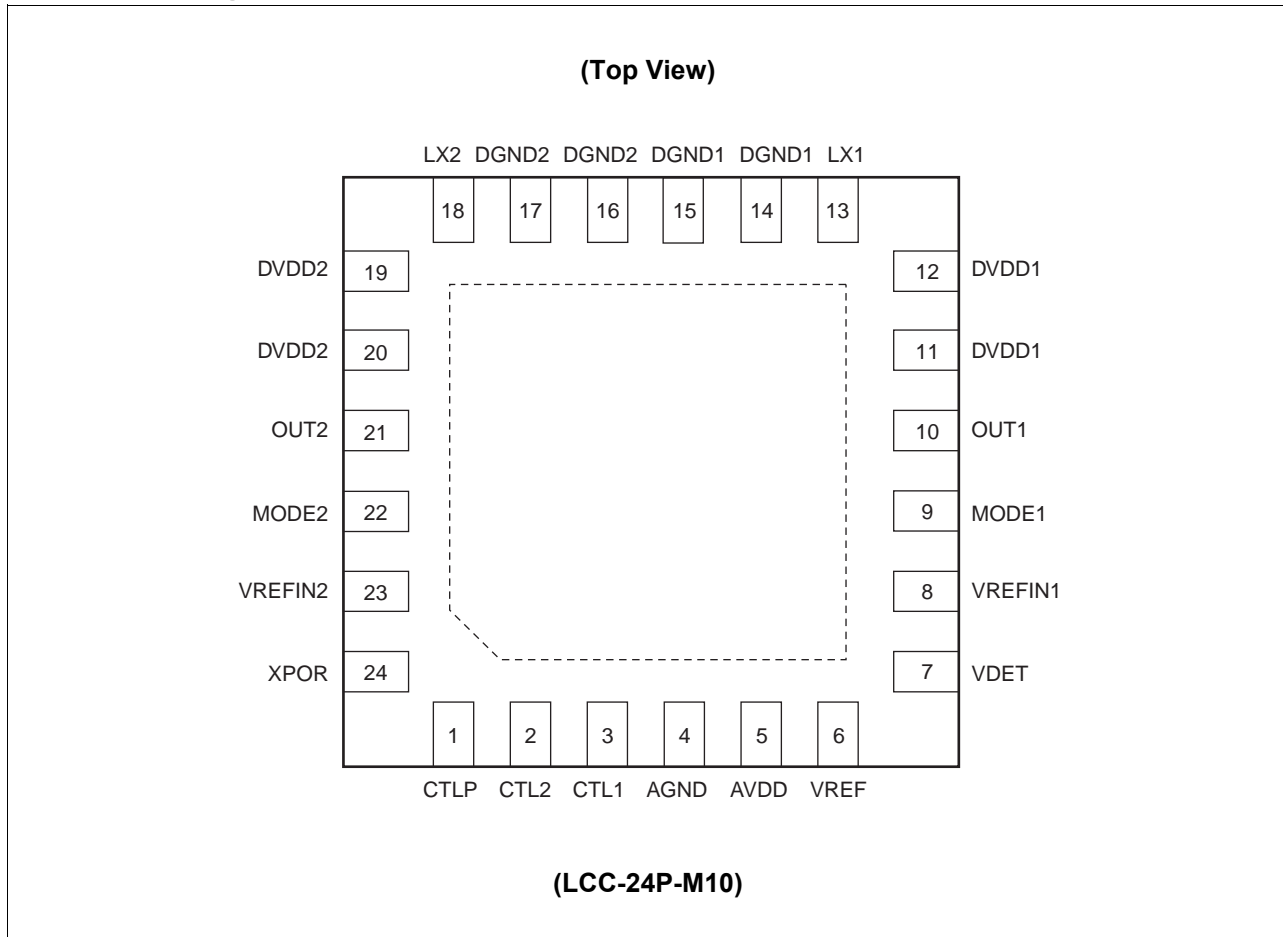 (Top View)
LX2 DGND2 DGND2 DGND1 DGND1 LX1
18 17 16 15 14 13
DVDD2 19 12 DVDD1
DVDD2 20 11 DVDD1
OUT2 21 10 OUT1
MODE2 22 9 MODE1
VREFIN2 23 8 VREFIN1
XPOR 24 7 VDET
1 2 3 4 5 6
CTLP CTL2 CTL1 AGND AVDD VREF
(LCC-24P-M10)